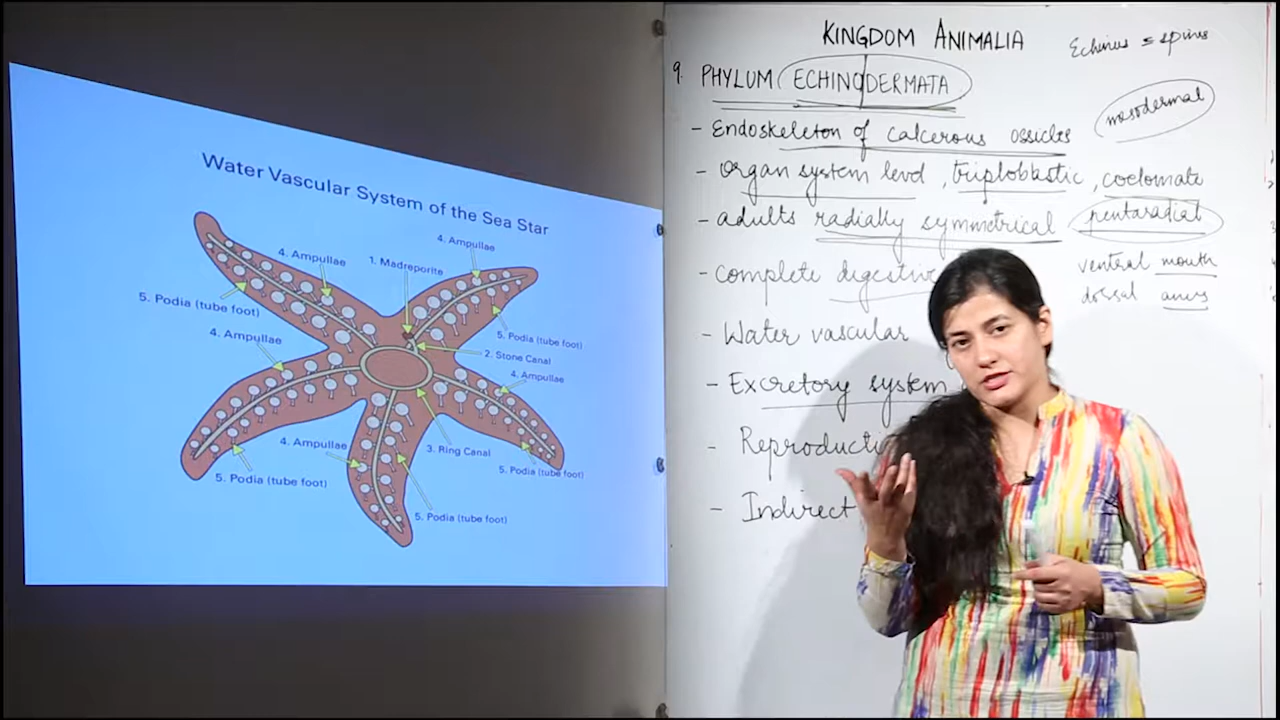 Water Vascular System of the Sea Star
4. Ampullae
4. Ampullae
1. Madreporite
5. Podia (tube foot)
5. Podia (tube foot)
4. Ampullae
2. Stone Canal
4. Ampullae
4. Ampullae
3. Ring Canal
5. Podia (tube foot)
5. Podia (tube foot)
5. Podia (tube foot)
KINGDOM ANIMALIA
Echinus = spines
9. PHYLUM ECHINODERMATA
mesodermal
- Endoskeleton of calcerous ossicles
- organ system level, triploblastic, coelomate
- adults radially symmetrical pentaradial
- complete digestive
ventral mouth
dorsal anus
- Water vascular
- Excretory system
- Reproducti
- Indirect